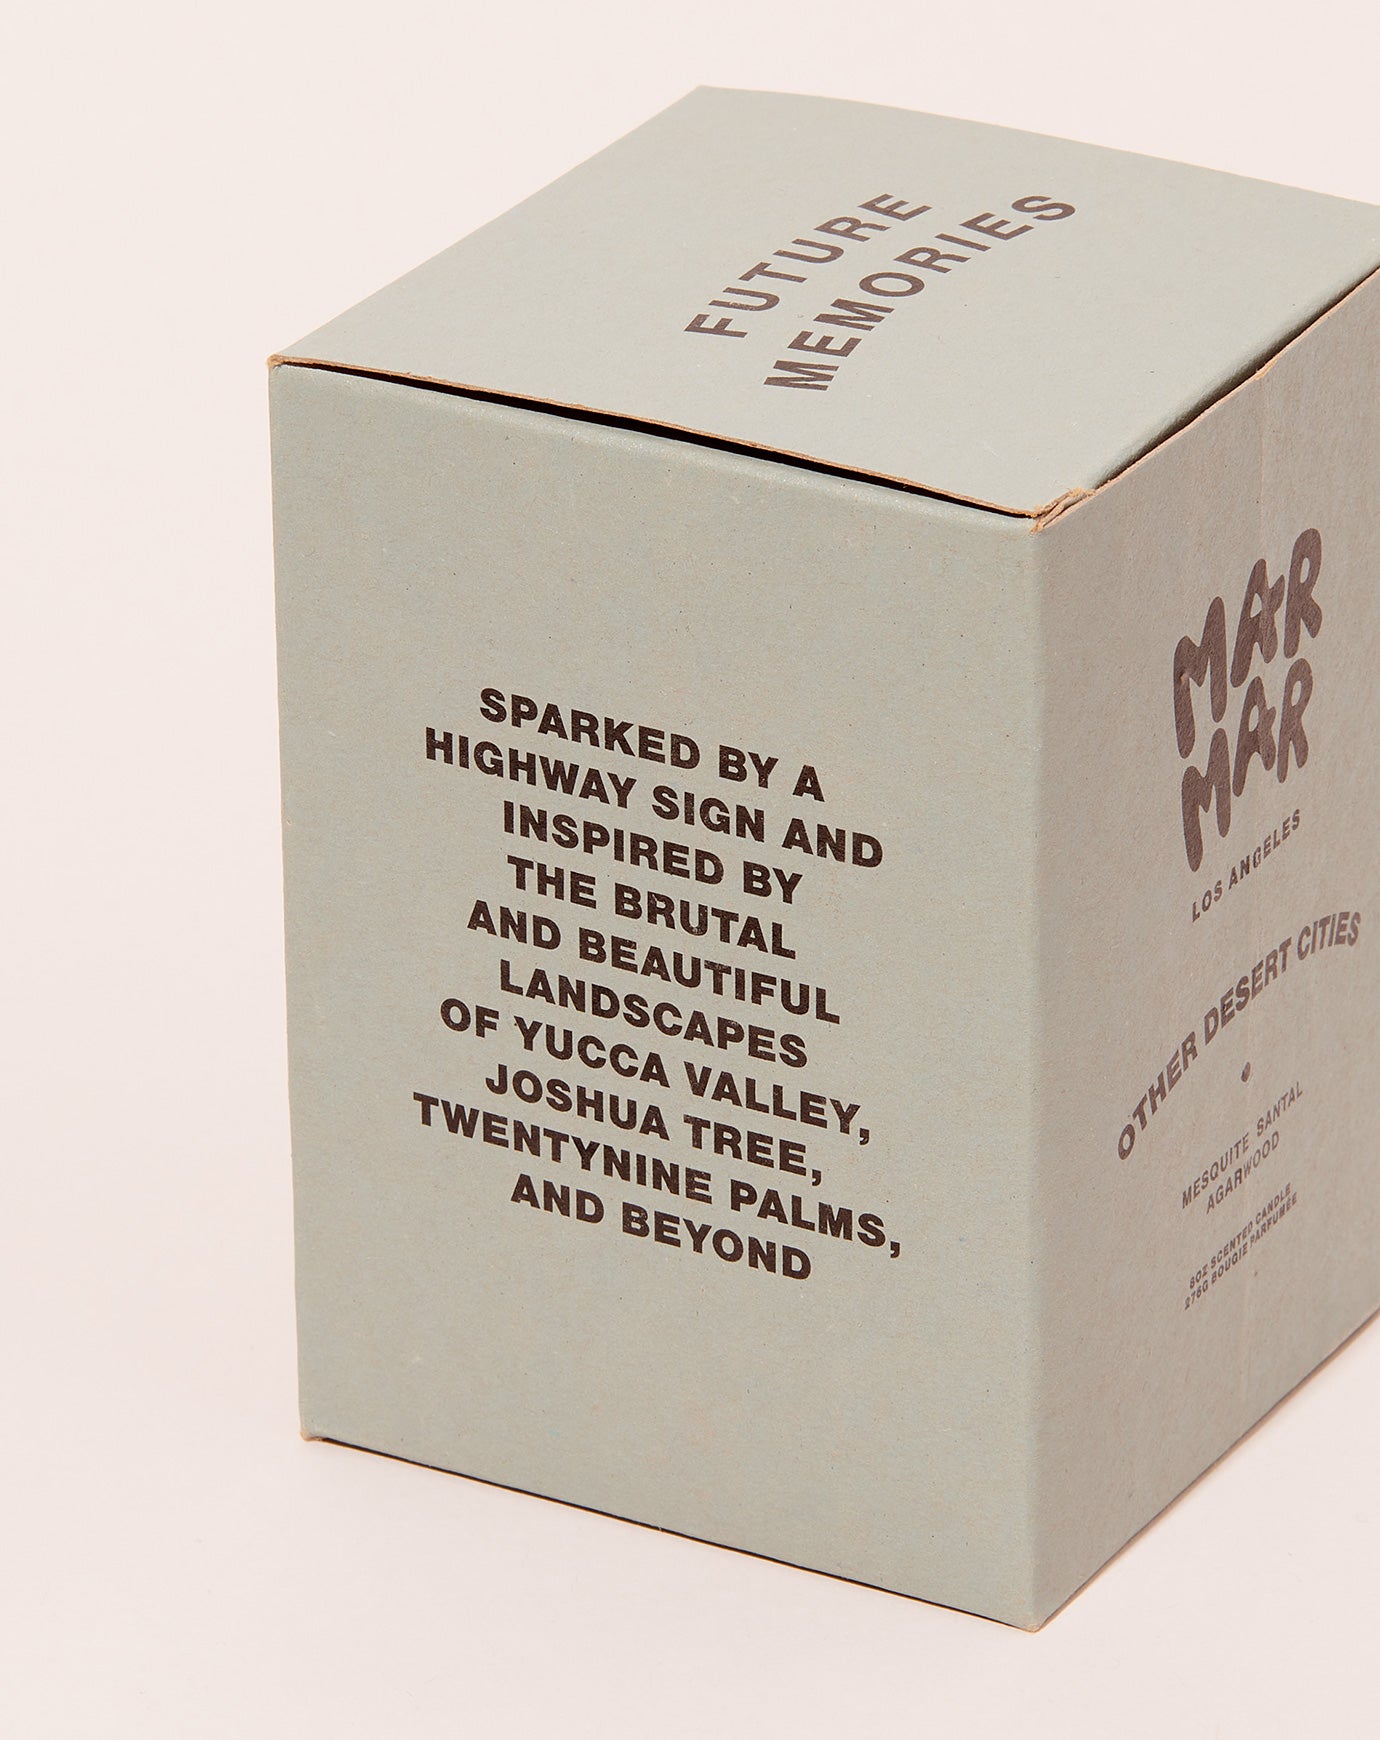 FUTURE
MEMORIES
SPARKED BY A
HIGHWAY SIGN AND
INSPIRED BY
THE BRUTAL
AND BEAUTIFUL
LANDSCAPES
OF YUCCA VALLEY,
JOSHUA TREE,
TWENTYNINE PALMS,
AND BEYOND
MAR
MAR
LOS ANGELES
OTHER DESERT CITIES
MESQUITE SANTAL
AGARWOOD
8OZ SCENTED CANDLE
276G BOUGIE PARFUMÉE